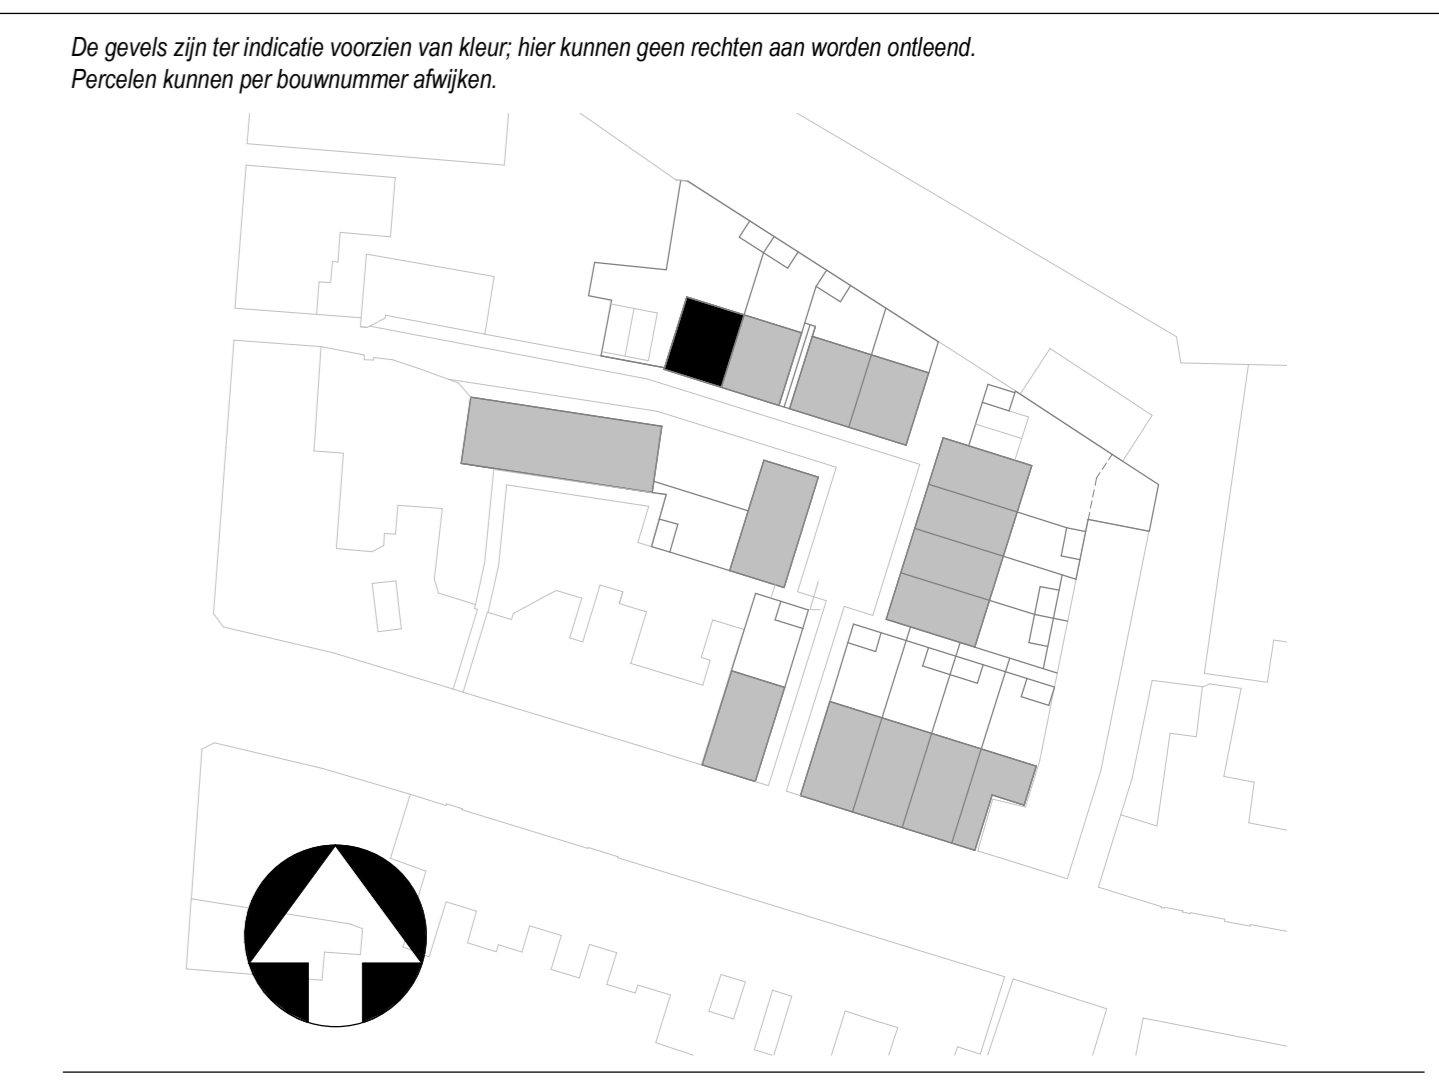 De gevels zijn ter indicatie voorzien van kleur; hier kunnen geen rechten aan worden ontleend.
Percelen kunnen per bouwnummer afwijken.